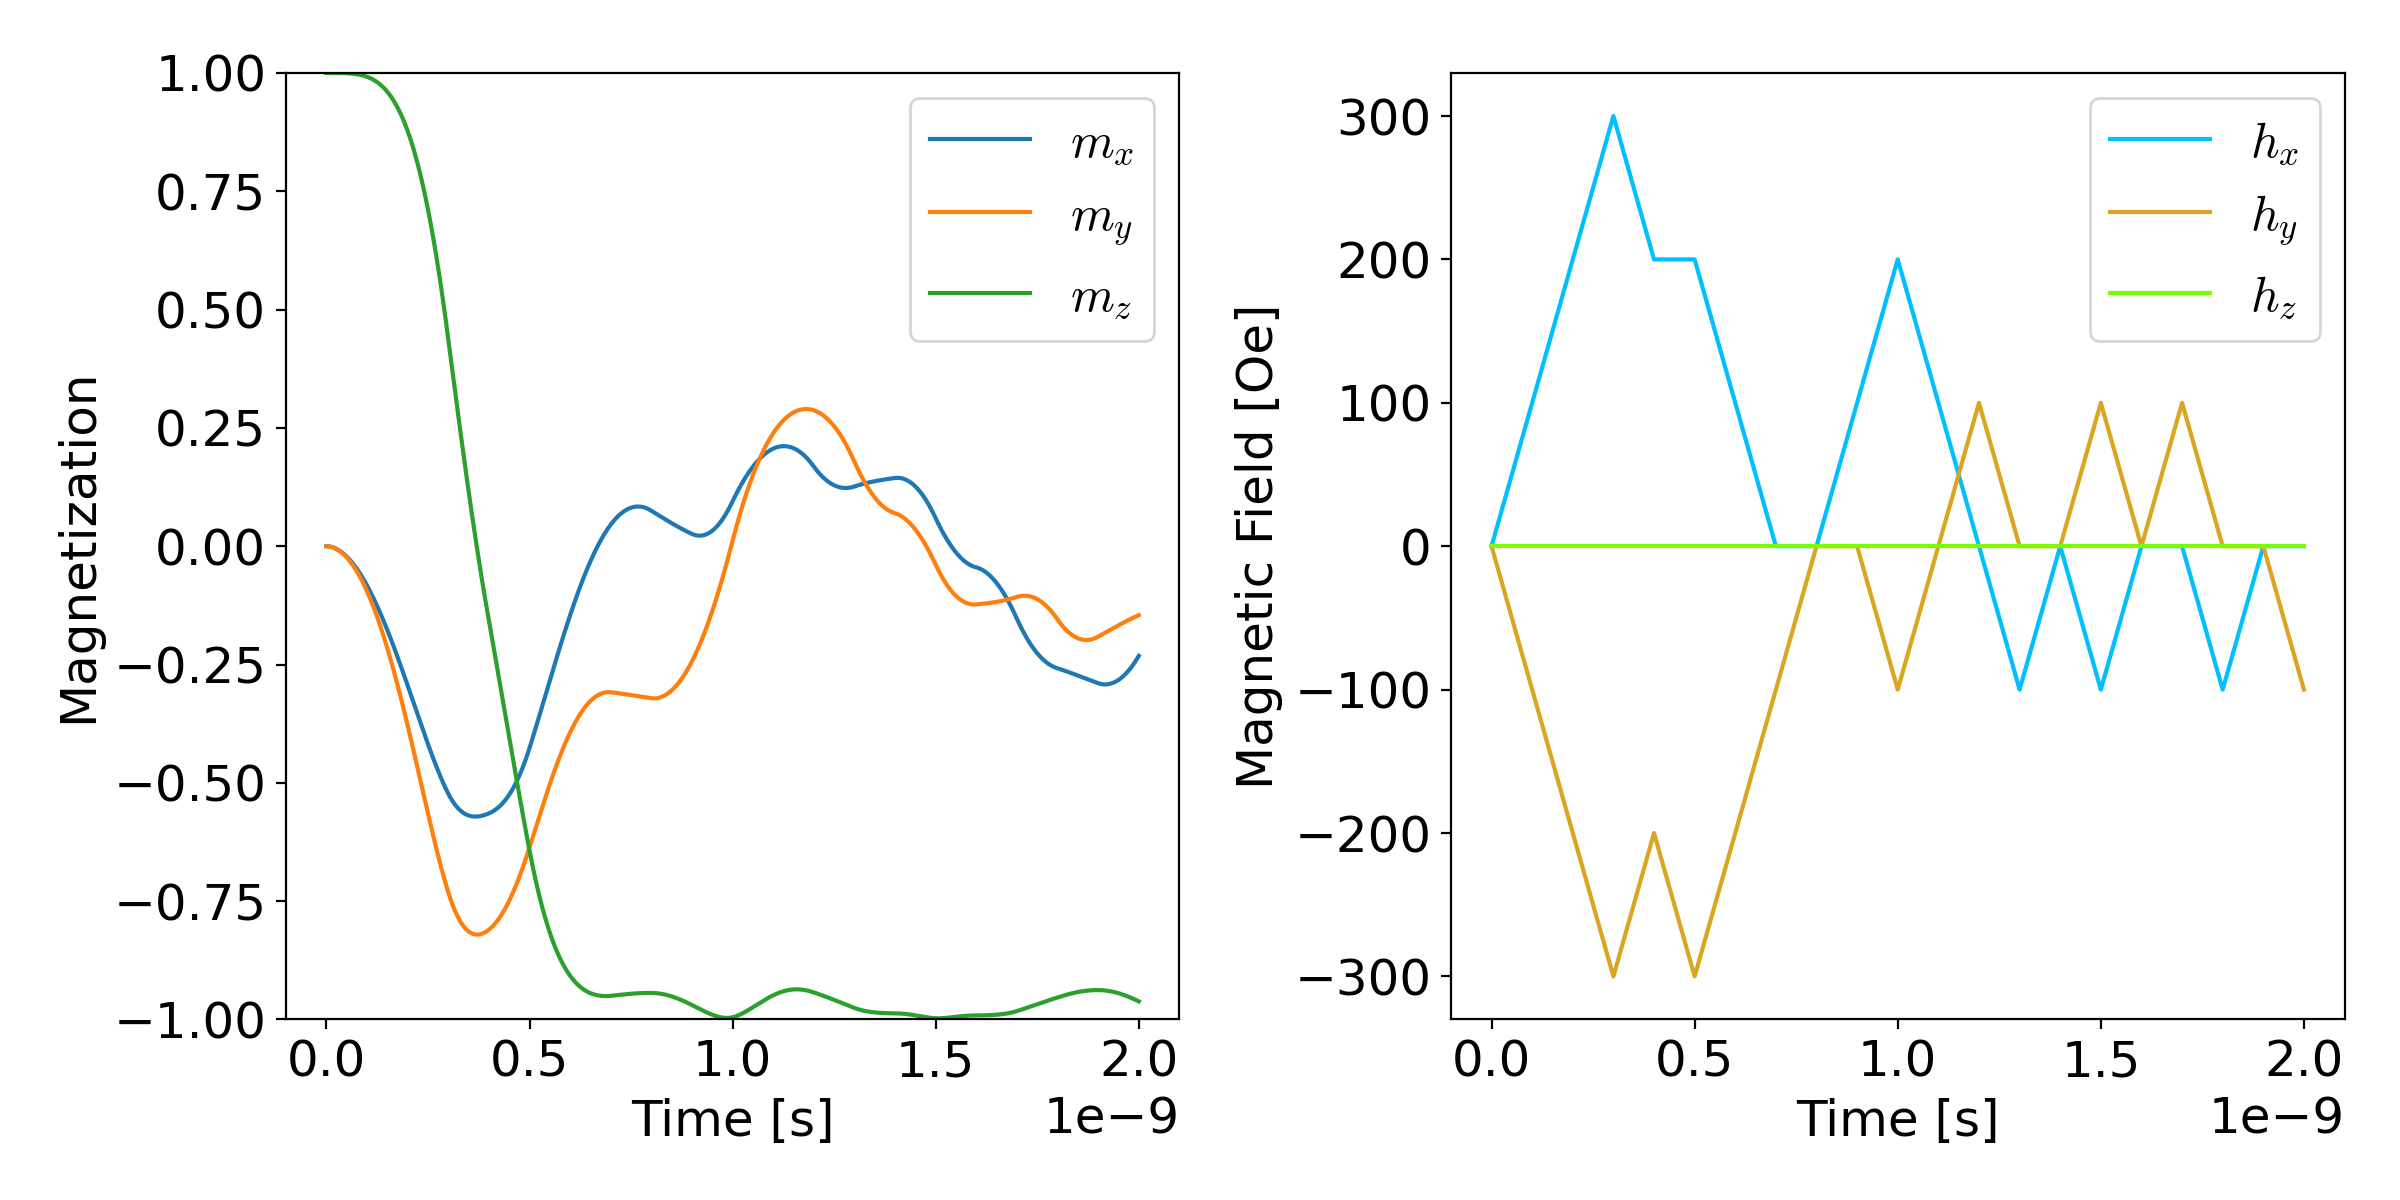 Magnetization
1.00
0.75
0.50
0.25
0.00
−0.25
−0.50
−0.75
−1.00
0.0 0.5 1.0 1.5 2.0
Time [s]
1e−9
m_x
m_y
m_z
Magnetic Field [Oe]
300
200
100
0
−100
−200
−300
0.0 0.5 1.0 1.5 2.0
Time [s]
1e−9
h_x
h_y
h_z